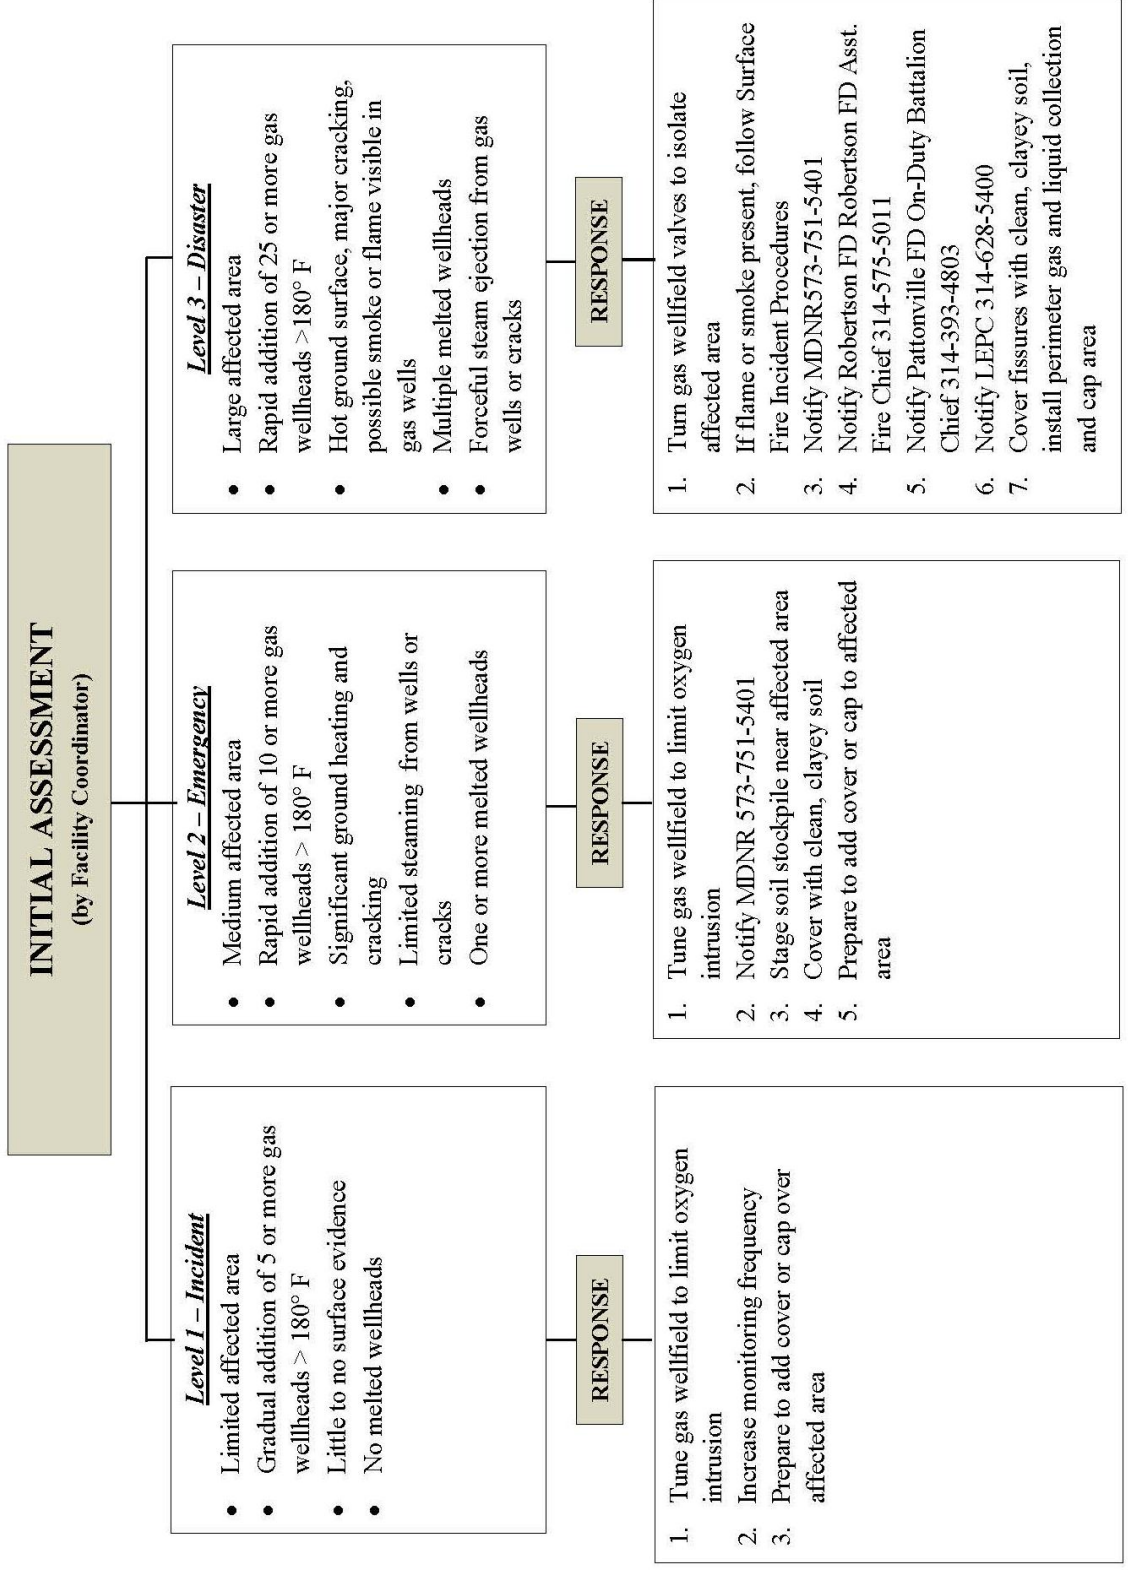 INITIAL ASSESSMENT
(by Facility Coordinator)
Level 1 – Incident
• Limited affected area
• Gradual addition of 5 or more gas
wellheads > 180° F
• Little to no surface evidence
• No melted wellheads
RESPONSE
1. Tune gas wellfield to limit oxygen
intrusion
2. Increase monitoring frequency
3. Prepare to add cover or cap over
affected area
Level 2 – Emergency
• Medium affected area
• Rapid addition of 10 or more gas
wellheads > 180° F
• Significant ground heating and
cracking
• Limited steaming from wells or
cracks
• One or more melted wellheads
RESPONSE
1. Tune gas wellfield to limit oxygen
intrusion
2. Notify MDNR 573-751-5401
3. Stage soil stockpile near affected area
4. Cover with clean, clayey soil
5. Prepare to add cover or cap to affected
area
Level 3 – Disaster
• Large affected area
• Rapid addition of 25 or more gas
wellheads >180° F
• Hot ground surface, major cracking,
possible smoke or flame visible in
gas wells
• Multiple melted wellheads
• Forceful steam ejection from gas
wells or cracks
RESPONSE
1. Turn gas wellfield valves to isolate
affected area
2. If flame or smoke present, follow Surface
Fire Incident Procedures
3. Notify MDNR573-751-5401
4. Notify Robertson FD Robertson FD Asst.
Fire Chief 314-575-5011
5. Notify Pattonville FD On-Duty Battalion
Chief 314-393-4803
6. Notify LEPC 314-628-5400
7. Cover fissures with clean, clayey soil,
install perimeter gas and liquid collection
and cap area